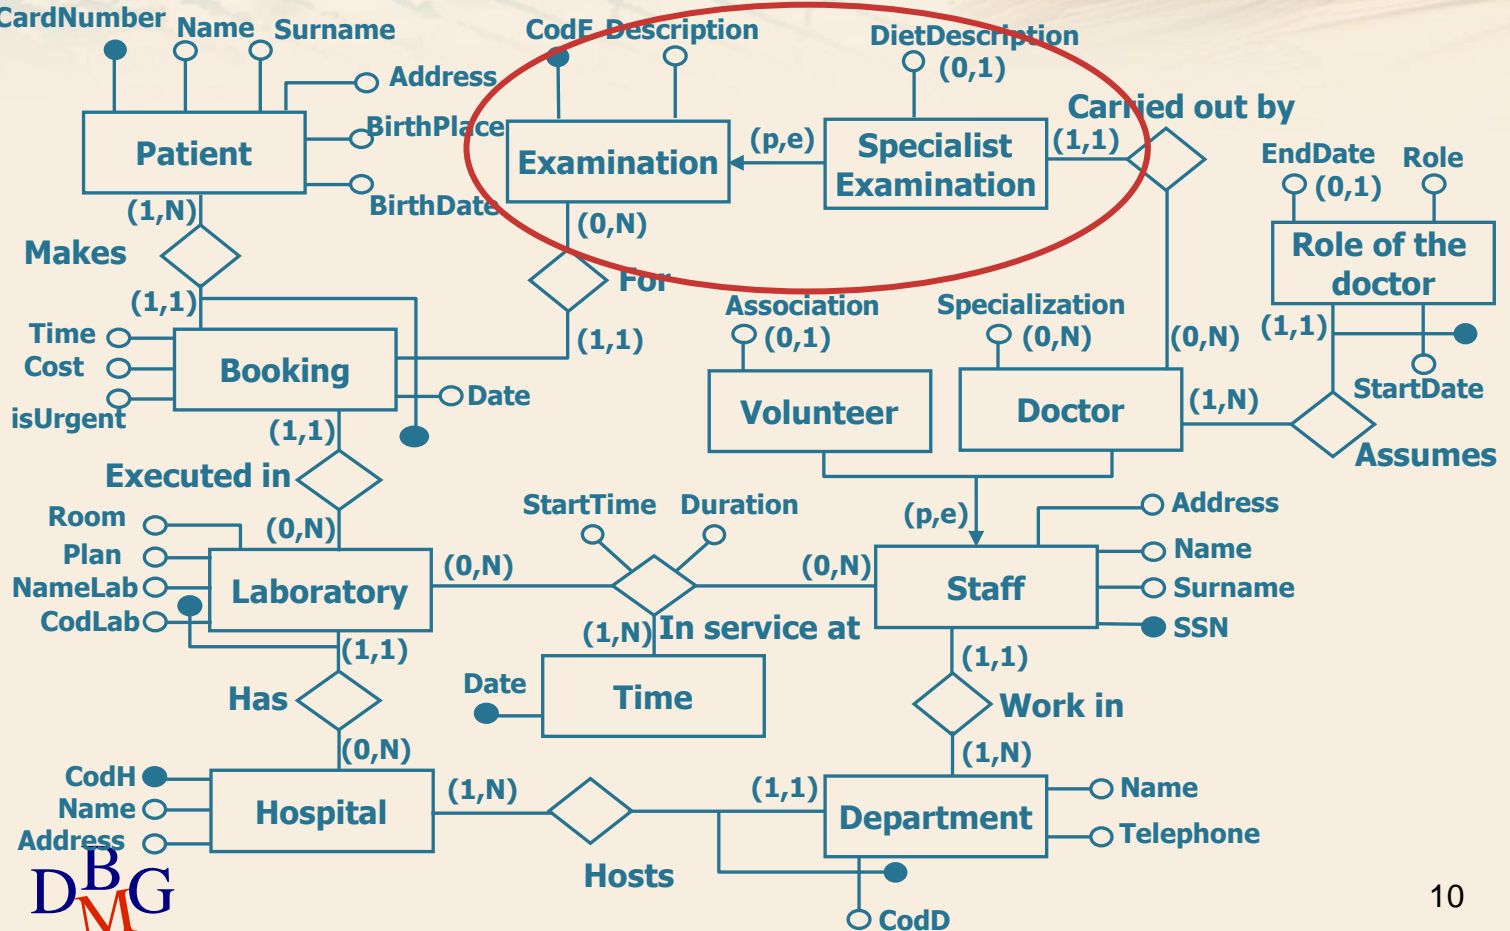 CardNumber
Name
Surname
CodE
Description
DietDescription
(0,1)
Address
Carried out by
Patient
BirthPlace
Examination
(p,e)
Specialist
Examination
(1,1)
EndDate
(0,1)
Role
BirthDate
(1,N)
(0,N)
Makes
For
Role of the
doctor
(1,1)
Association
(0,1)
Specialization
(0,N)
(0,N)
(1,1)
Time
Cost
isUrgent
Booking
(1,1)
Date
StartDate
Volunteer
Doctor
(1,N)
Assumes
(1,1)
Executed in
Room
Plan
NameLab
CodLab
(0,N)
StartTime
Duration
(p,e)
Address
Name
Surname
SSN
Laboratory
(0,N)
(0,N)
Staff
(1,N)
In service at
(1,1)
(1,1)
Has
Date
Time
Work in
(0,N)
(1,N)
CodH
Name
Address
Hospital
(1,N)
(1,1)
Department
Name
Telephone
Hosts
CodD
DBMG
10